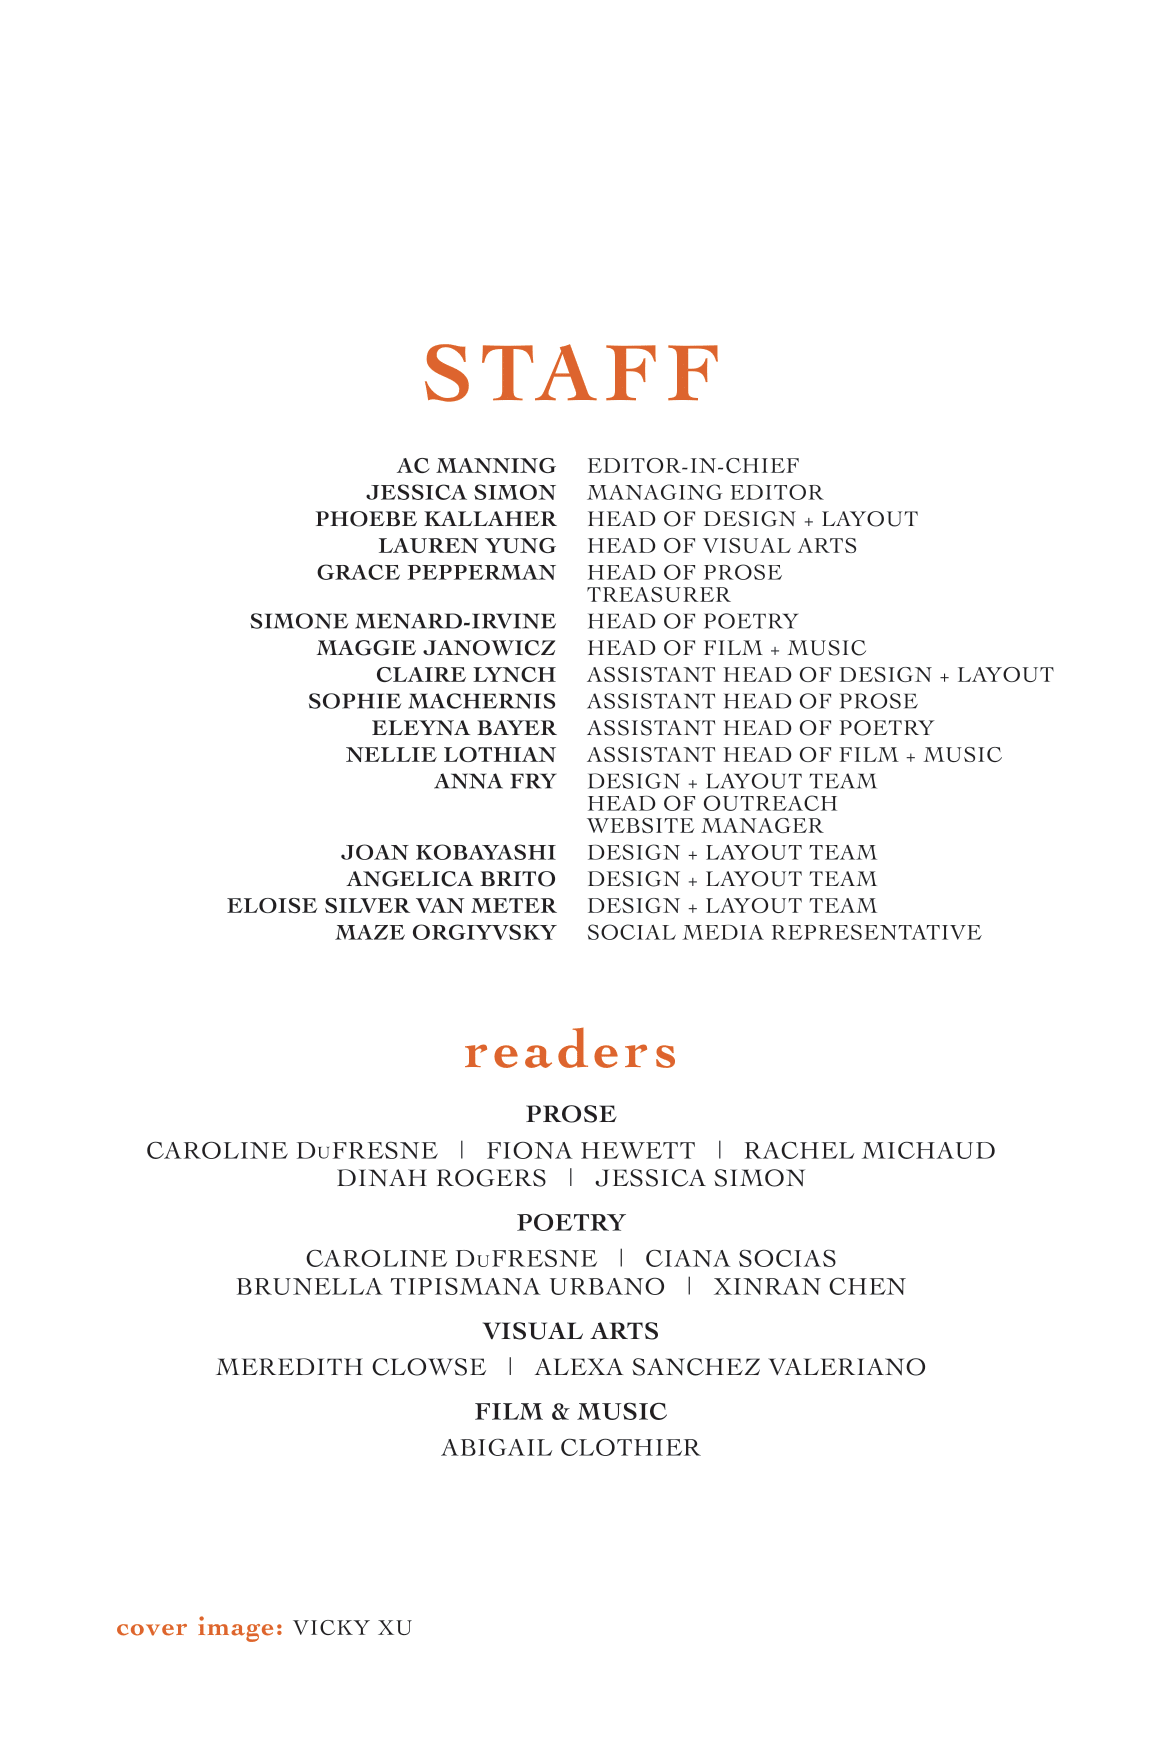 STAFF
AC MANNING EDITOR-IN-CHIEF
JESSICA SIMON MANAGING EDITOR
PHOEBE KALLAHER HEAD OF DESIGN + LAYOUT
LAUREN YUNG HEAD OF VISUAL ARTS
GRACE PEPPERMAN HEAD OF PROSE
TREASURER
SIMONE MENARD-IRVINE HEAD OF POETRY
MAGGIE JANOWICZ HEAD OF FILM + MUSIC
CLAIRE LYNCH ASSISTANT HEAD OF DESIGN + LAYOUT
SOPHIE MACHERNIS ASSISTANT HEAD OF PROSE
ELEYNA BAYER ASSISTANT HEAD OF POETRY
NELLIE LOTHIAN ASSISTANT HEAD OF FILM + MUSIC
ANNA FRY DESIGN + LAYOUT TEAM
HEAD OF OUTREACH
WEBSITE MANAGER
JOAN KOBAYASHI DESIGN + LAYOUT TEAM
ANGELICA BRITO DESIGN + LAYOUT TEAM
ELOISE SILVER VAN METER DESIGN + LAYOUT TEAM
MAZE ORGIYVSKY SOCIAL MEDIA REPRESENTATIVE
readers
PROSE
CAROLINE DuFRESNE | FIONA HEWETT | RACHEL MICHAUD
DINAH ROGERS | JESSICA SIMON
POETRY
CAROLINE DuFRESNE | CIANA SOCIAS
BRUNELLA TIPISMANA URBANO | XINRAN CHEN
VISUAL ARTS
MEREDITH CLOWSE | ALEXA SANCHEZ VALERIANO
FILM & MUSIC
ABIGAIL CLOTHIER
cover image: VICKY XU